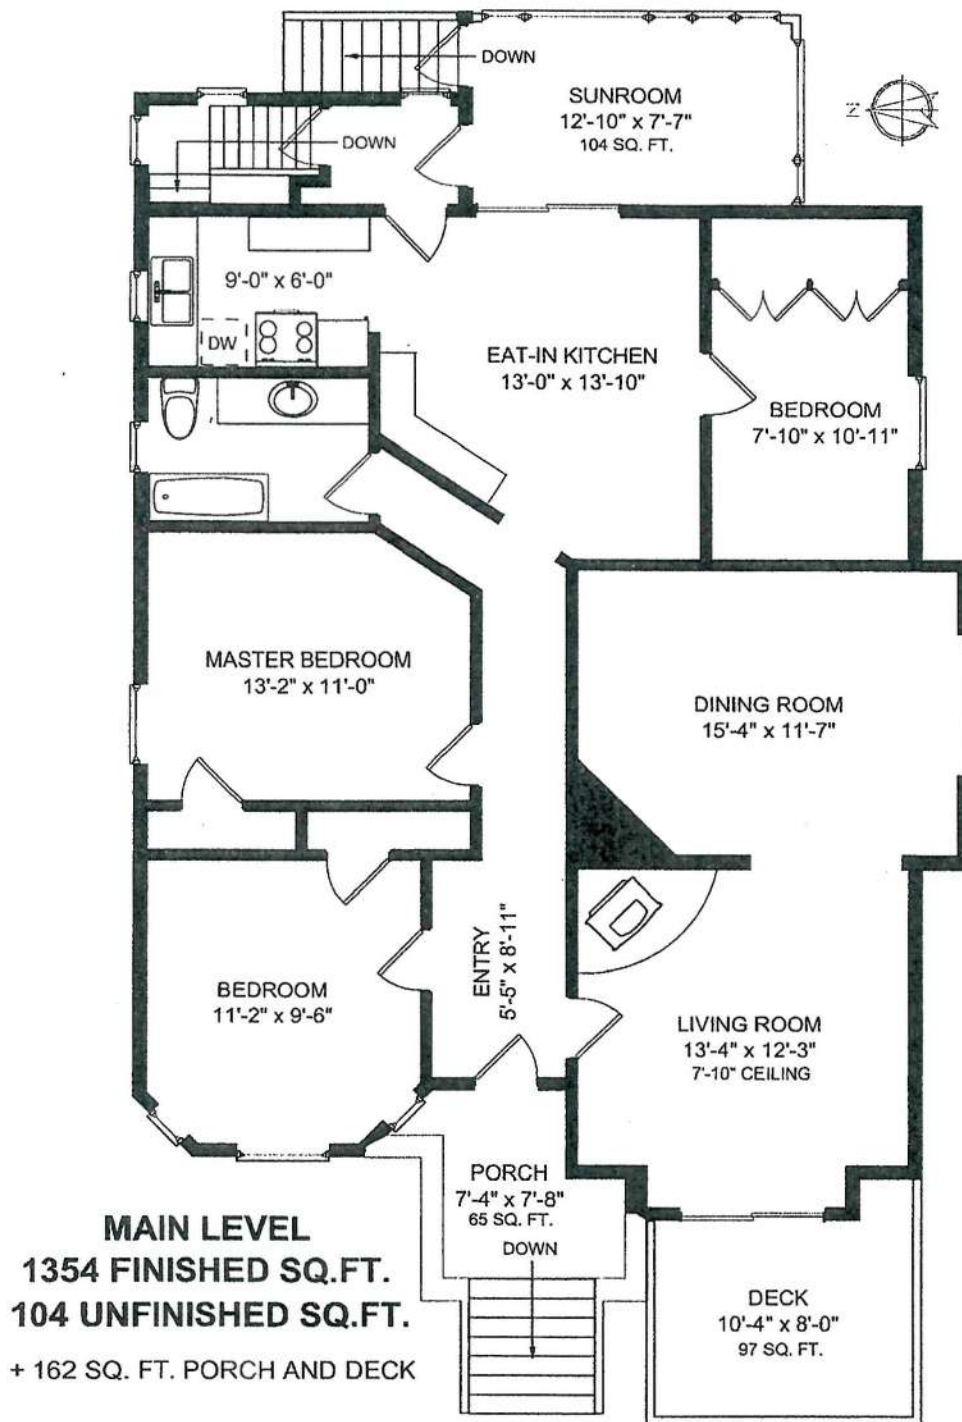 DOWN
SUNROOM
12'-10" x 7'-7"
104 SQ. FT.
N
DOWN
9'-0" x 6'-0"
DW
EAT-IN KITCHEN
13'-0" x 13'-10"
BEDROOM
7'-10" x 10'-11"
MASTER BEDROOM
13'-2" x 11'-0"
DINING ROOM
15'-4" x 11'-7"
ENTRY
5'-5" x 8'-11"
BEDROOM
11'-2" x 9'-6"
LIVING ROOM
13'-4" x 12'-3"
7'-10" CEILING
PORCH
7'-4" x 7'-8"
65 SQ. FT.
DOWN
MAIN LEVEL
1354 FINISHED SQ.FT.
104 UNFINISHED SQ.FT.
+ 162 SQ. FT. PORCH AND DECK
DECK
10'-4" x 8'-0"
97 SQ. FT.